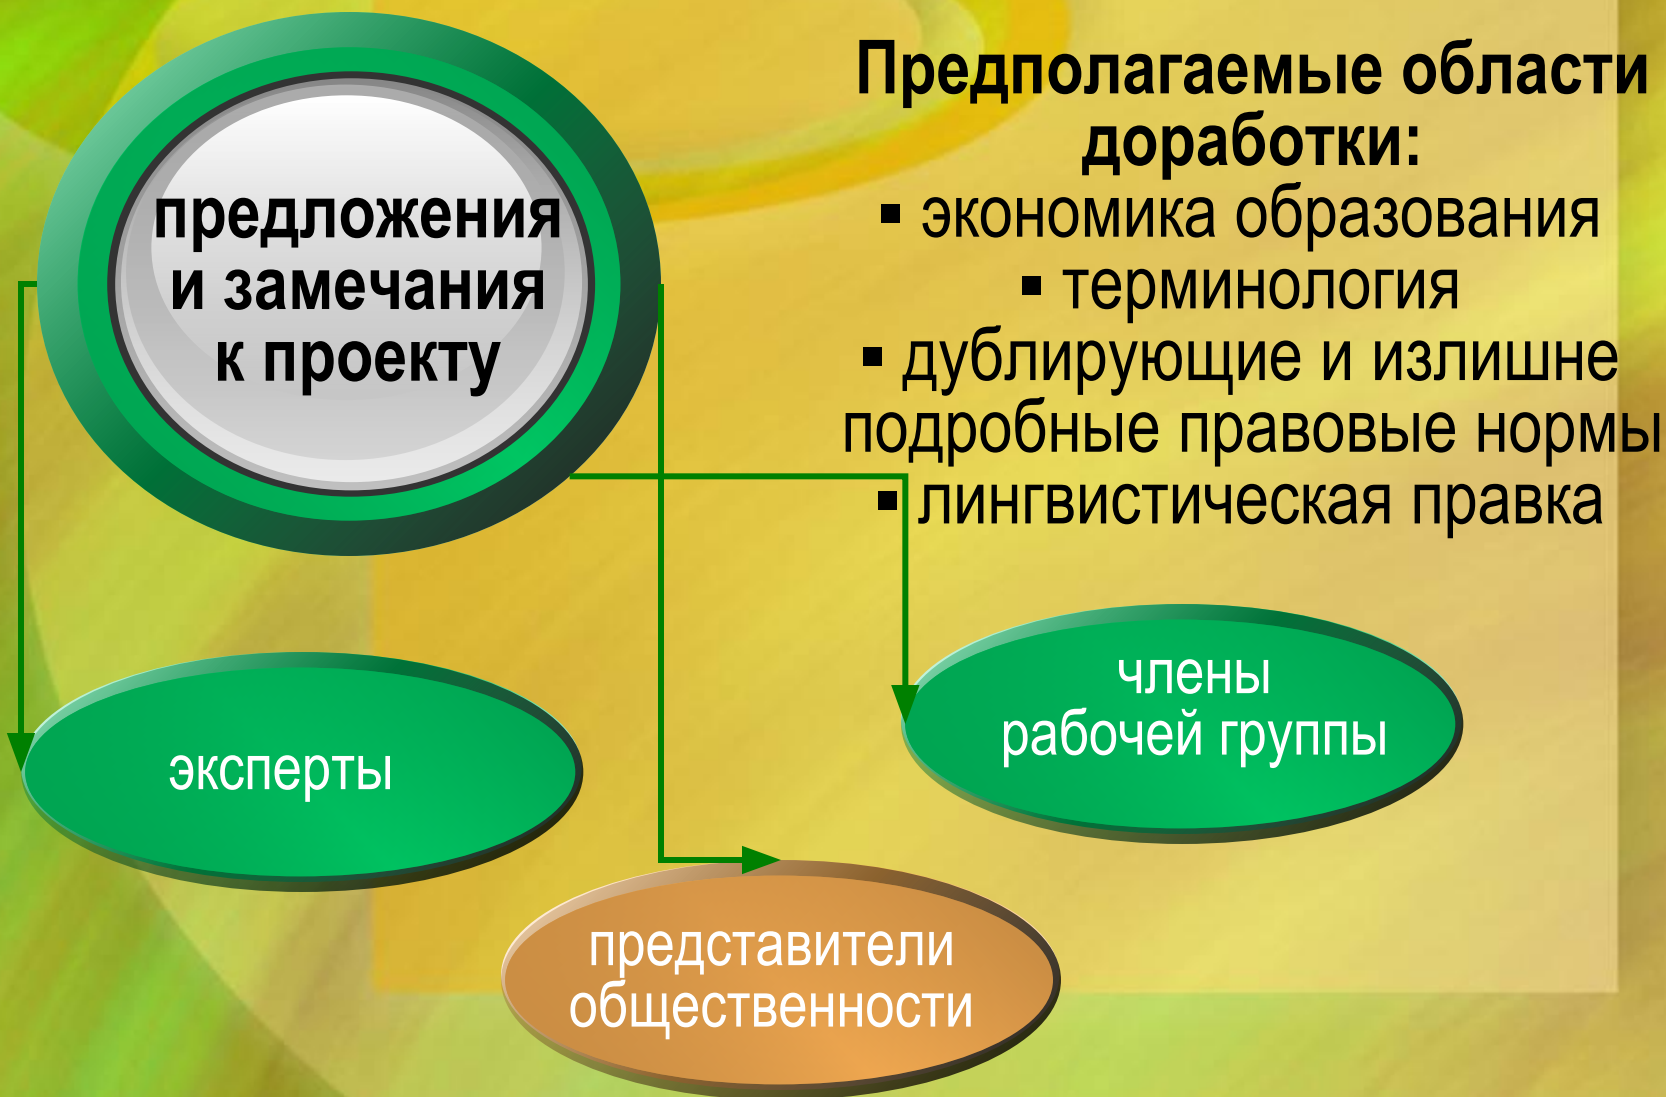 предложения
и замечания
к проекту
Предполагаемые области
доработки:
▪ экономика образования
▪ терминология
▪ дублирующие и излишне
подробные правовые нормы
▪ лингвистическая правка
эксперты
члены
рабочей группы
представители
общественности